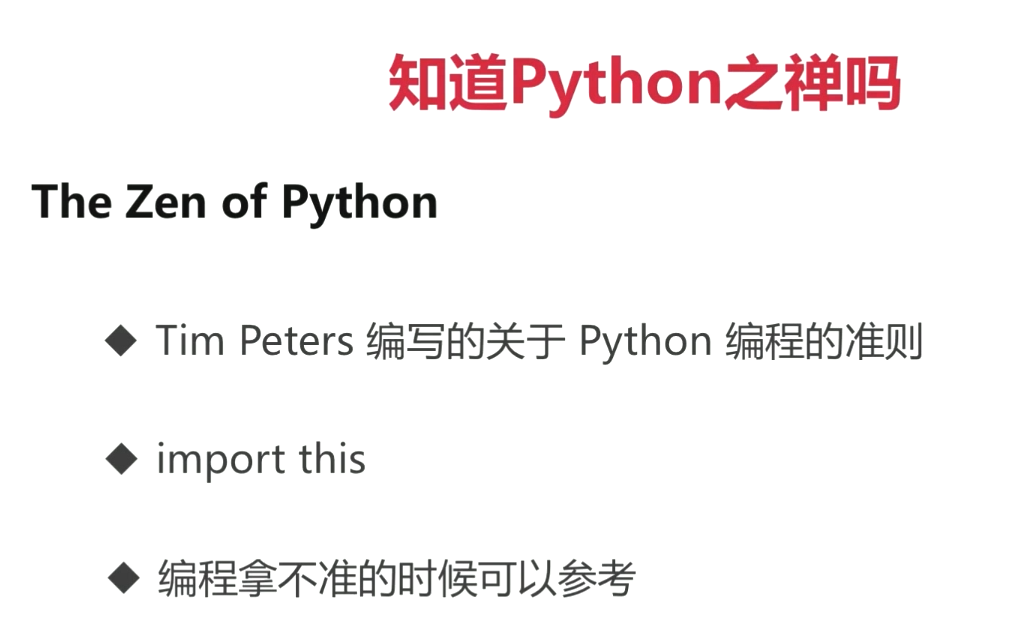 知道Python之禅吗
The Zen of Python
◆ Tim Peters 编写的关于 Python 编程的准则
◆ import this
◆ 编程拿不准的时候可以参考